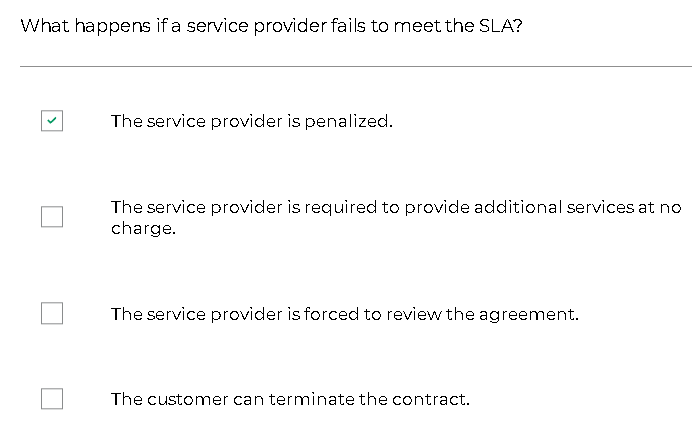 What happens if a service provider fails to meet the SLA?
The service provider is penalized.
The service provider is required to provide additional services at no
charge.
The service provider is forced to review the agreement.
The customer can terminate the contract.